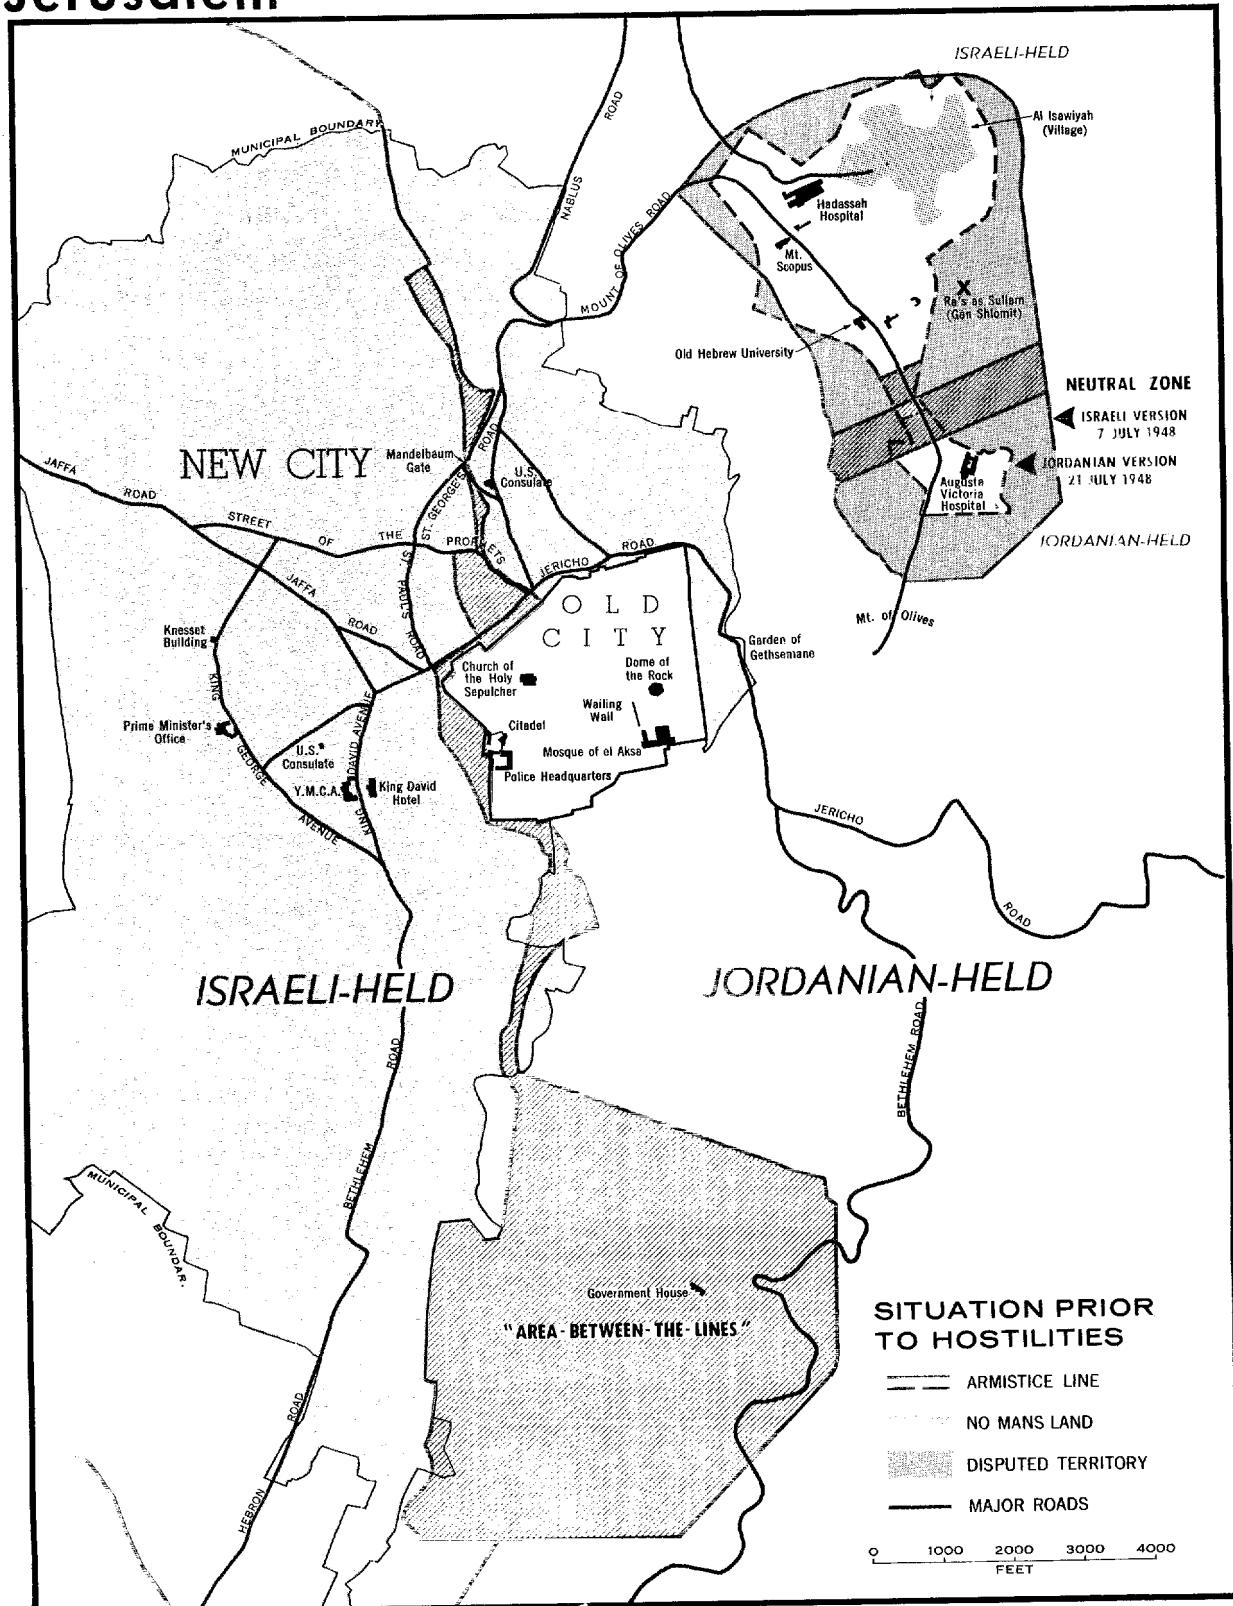 Jerusalem
ISRAELI-HELD
Al Isawiyah
(Village)
MUNICIPAL BOUNDARY
NABLUS
ROAD
MOUNT OF OLIVES ROAD
Hadassah
Hospital
Mt.
Scopus
X
Ra's as Sullam
(Gan Shlomit)
Old Hebrew University
NEUTRAL ZONE
ISRAELI VERSION
7 JULY 1948
JORDANIAN VERSION
21 JULY 1948
Augusta
Victoria
Hospital
JORDANIAN-HELD
Mt. of Olives
NEW CITY
Mandelbaum
Gate
U.S.
Consulate
JAFFA
ROAD
STREET
OF
THE
PROPHETS
ST. GEORGE'S
ROAD
ST. PAUL'S
ROAD
JERICHO
ROAD
JAFFA
ROAD
OLD
CITY
Knesset
Building
KING
GEORGE
AVENUE
Prime Minister's
Office
U.S.
Consulate
Y.M.C.A.
KING
DAVID AVENUE
King David
Hotel
Church of
the Holy
Sepulcher
Dome of
the Rock
Wailing
Wall
Citadel
Mosque of el Aksa
Police Headquarters
Garden of
Gethsemane
JERICHO
ROAD
ISRAELI-HELD
JORDANIAN-HELD
BETHLEHEM ROAD
BETHLEHEM
ROAD
MUNICIPAL
BOUNDAR.
HEBRON
ROAD
Government House
"AREA-BETWEEN-THE-LINES"
SITUATION PRIOR
TO HOSTILITIES
ARMISTICE LINE
NO MANS LAND
DISPUTED TERRITORY
MAJOR ROADS
0 1000 2000 3000 4000
FEET